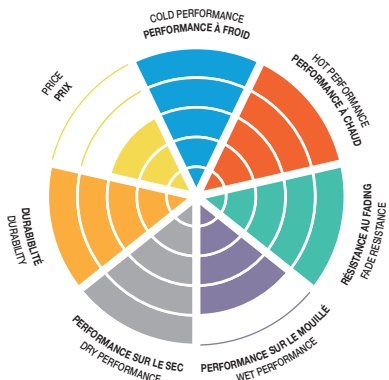 COLD PERFORMANCE
PERFORMANCE À FROID
HOT PERFORMANCE
PERFORMANCE À CHAUD
RÉSISTANCE AU FADING
FADE RESISTANCE
PERFORMANCE SUR LE MOUILLÉ
WET PERFORMANCE
PERFORMANCE SUR LE SEC
DRY PERFORMANCE
DURABIBLITÉ
DURABILITY
PRICE
PRIX